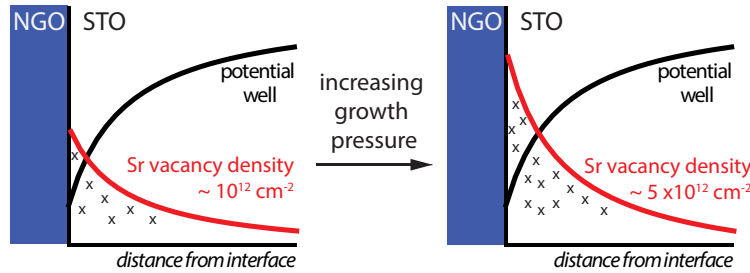 NGO STO
potential
well
Sr vacancy density
~ 10¹² cm⁻²
distance from interface
increasing
growth
pressure
NGO STO
potential
well
Sr vacancy density
~ 5 x10¹² cm⁻²
distance from interface